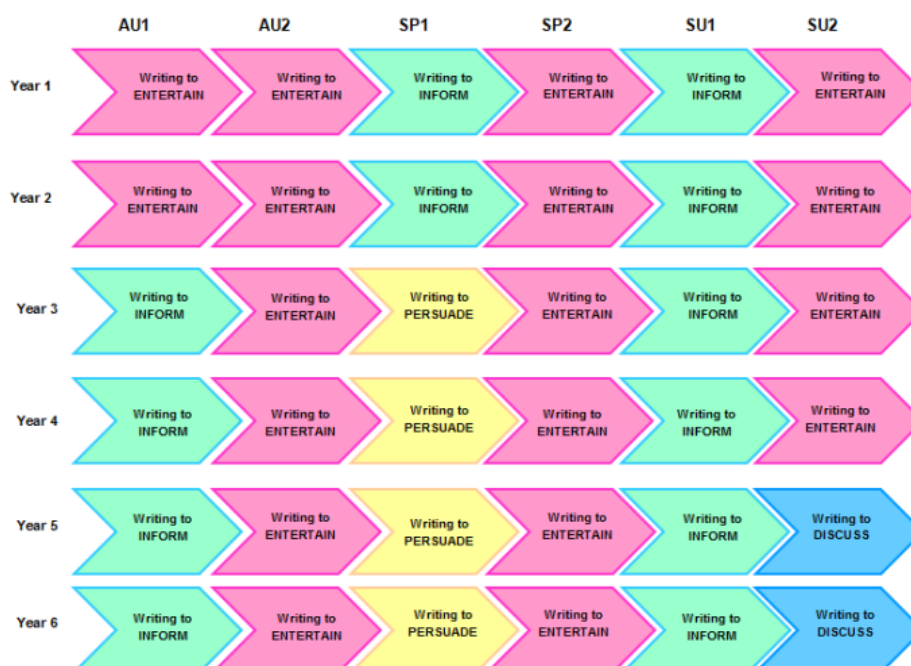 AU1 AU2 SP1 SP2 SU1 SU2
Year 1
Writing to ENTERTAIN
Writing to ENTERTAIN
Writing to INFORM
Writing to ENTERTAIN
Writing to INFORM
Writing to ENTERTAIN
Year 2
Writing to ENTERTAIN
Writing to ENTERTAIN
Writing to INFORM
Writing to ENTERTAIN
Writing to INFORM
Writing to ENTERTAIN
Year 3
Writing to INFORM
Writing to ENTERTAIN
Writing to PERSUADE
Writing to ENTERTAIN
Writing to INFORM
Writing to ENTERTAIN
Year 4
Writing to INFORM
Writing to ENTERTAIN
Writing to PERSUADE
Writing to ENTERTAIN
Writing to INFORM
Writing to ENTERTAIN
Year 5
Writing to INFORM
Writing to ENTERTAIN
Writing to PERSUADE
Writing to ENTERTAIN
Writing to INFORM
Writing to DISCUSS
Year 6
Writing to INFORM
Writing to ENTERTAIN
Writing to PERSUADE
Writing to ENTERTAIN
Writing to INFORM
Writing to DISCUSS